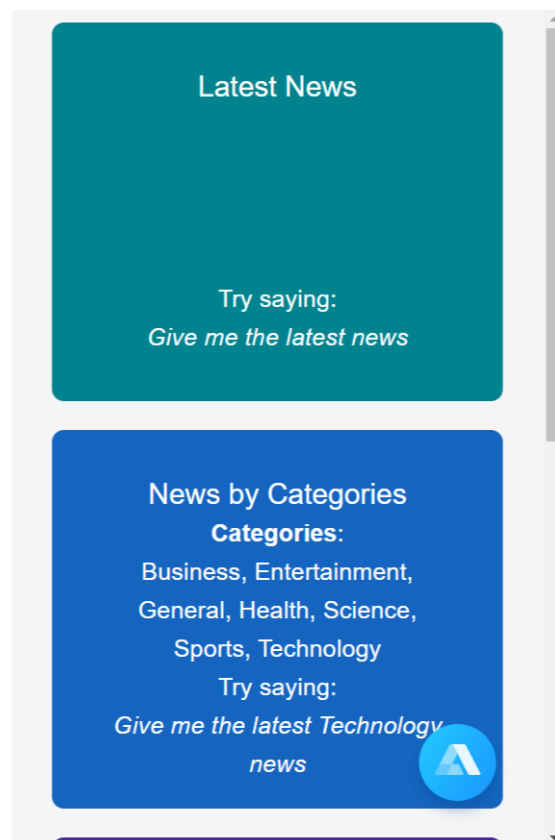 Latest News
Try saying:
Give me the latest news
News by Categories
Categories:
Business, Entertainment,
General, Health, Science,
Sports, Technology
Try saying:
Give me the latest Technology
news